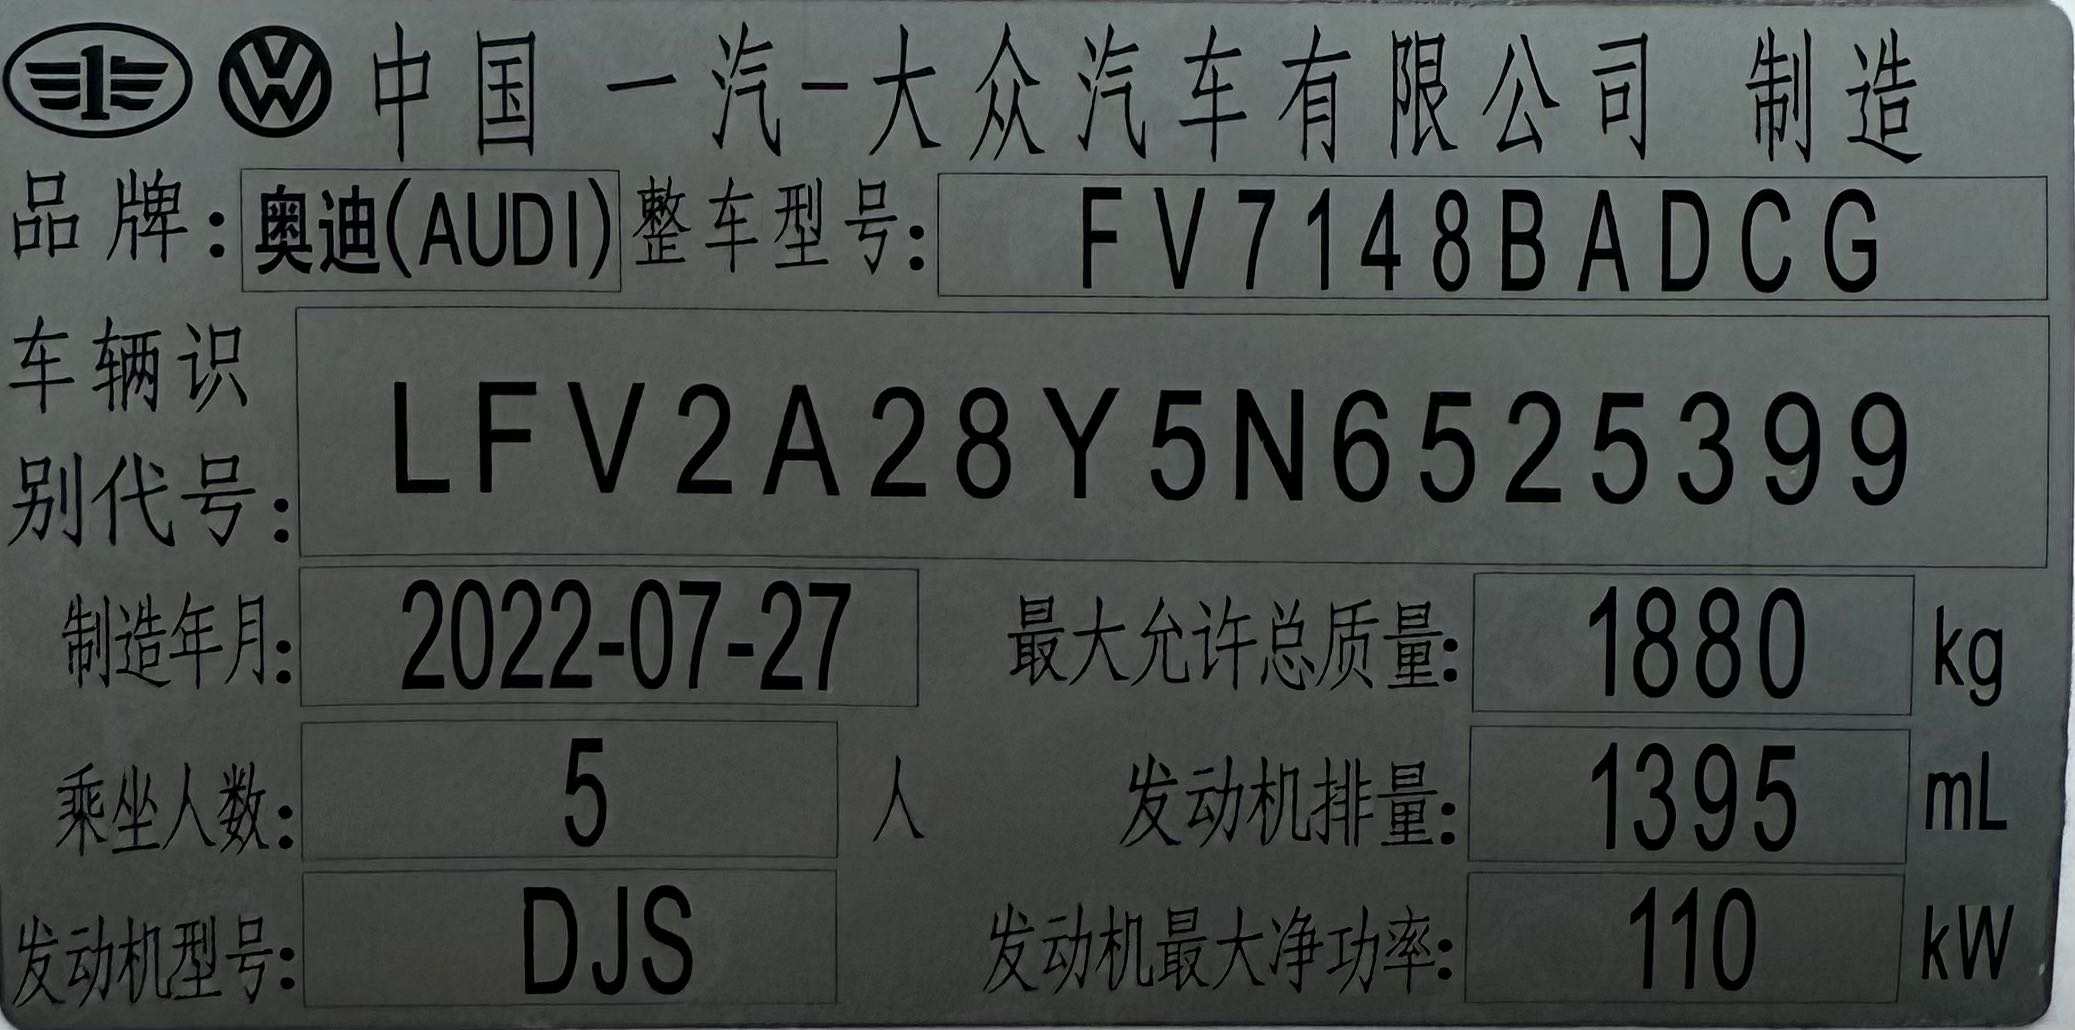 中国 一汽-大众汽车有限公司 制造
品牌: 奥迪(AUDI) 整车型号: FV7148BADCG
车辆识
别代号: LFV2A28Y5N6525399
制造年月: 2022-07-27 最大允许总质量: 1880 kg
乘坐人数: 5 人 发动机排量: 1395 mL
发动机型号: DJS 发动机最大净功率: 110 kW